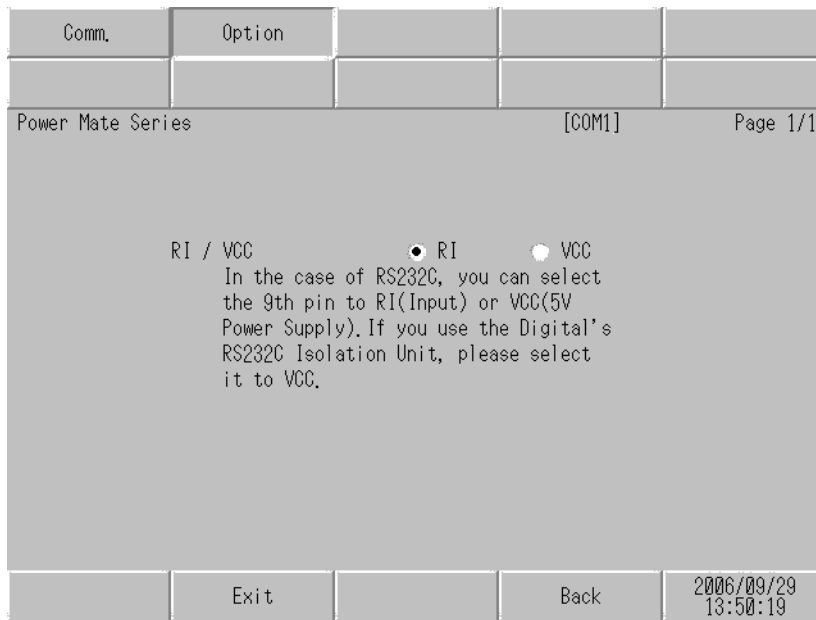 Comm. Option
Power Mate Series [COM1] Page 1/1
RI / VCC RI VCC
In the case of RS232C, you can select
the 9th pin to RI(Input) or VCC(5V
Power Supply).If you use the Digital's
RS232C Isolation Unit, please select
it to VCC.
Exit Back 2006/09/29
13:50:19